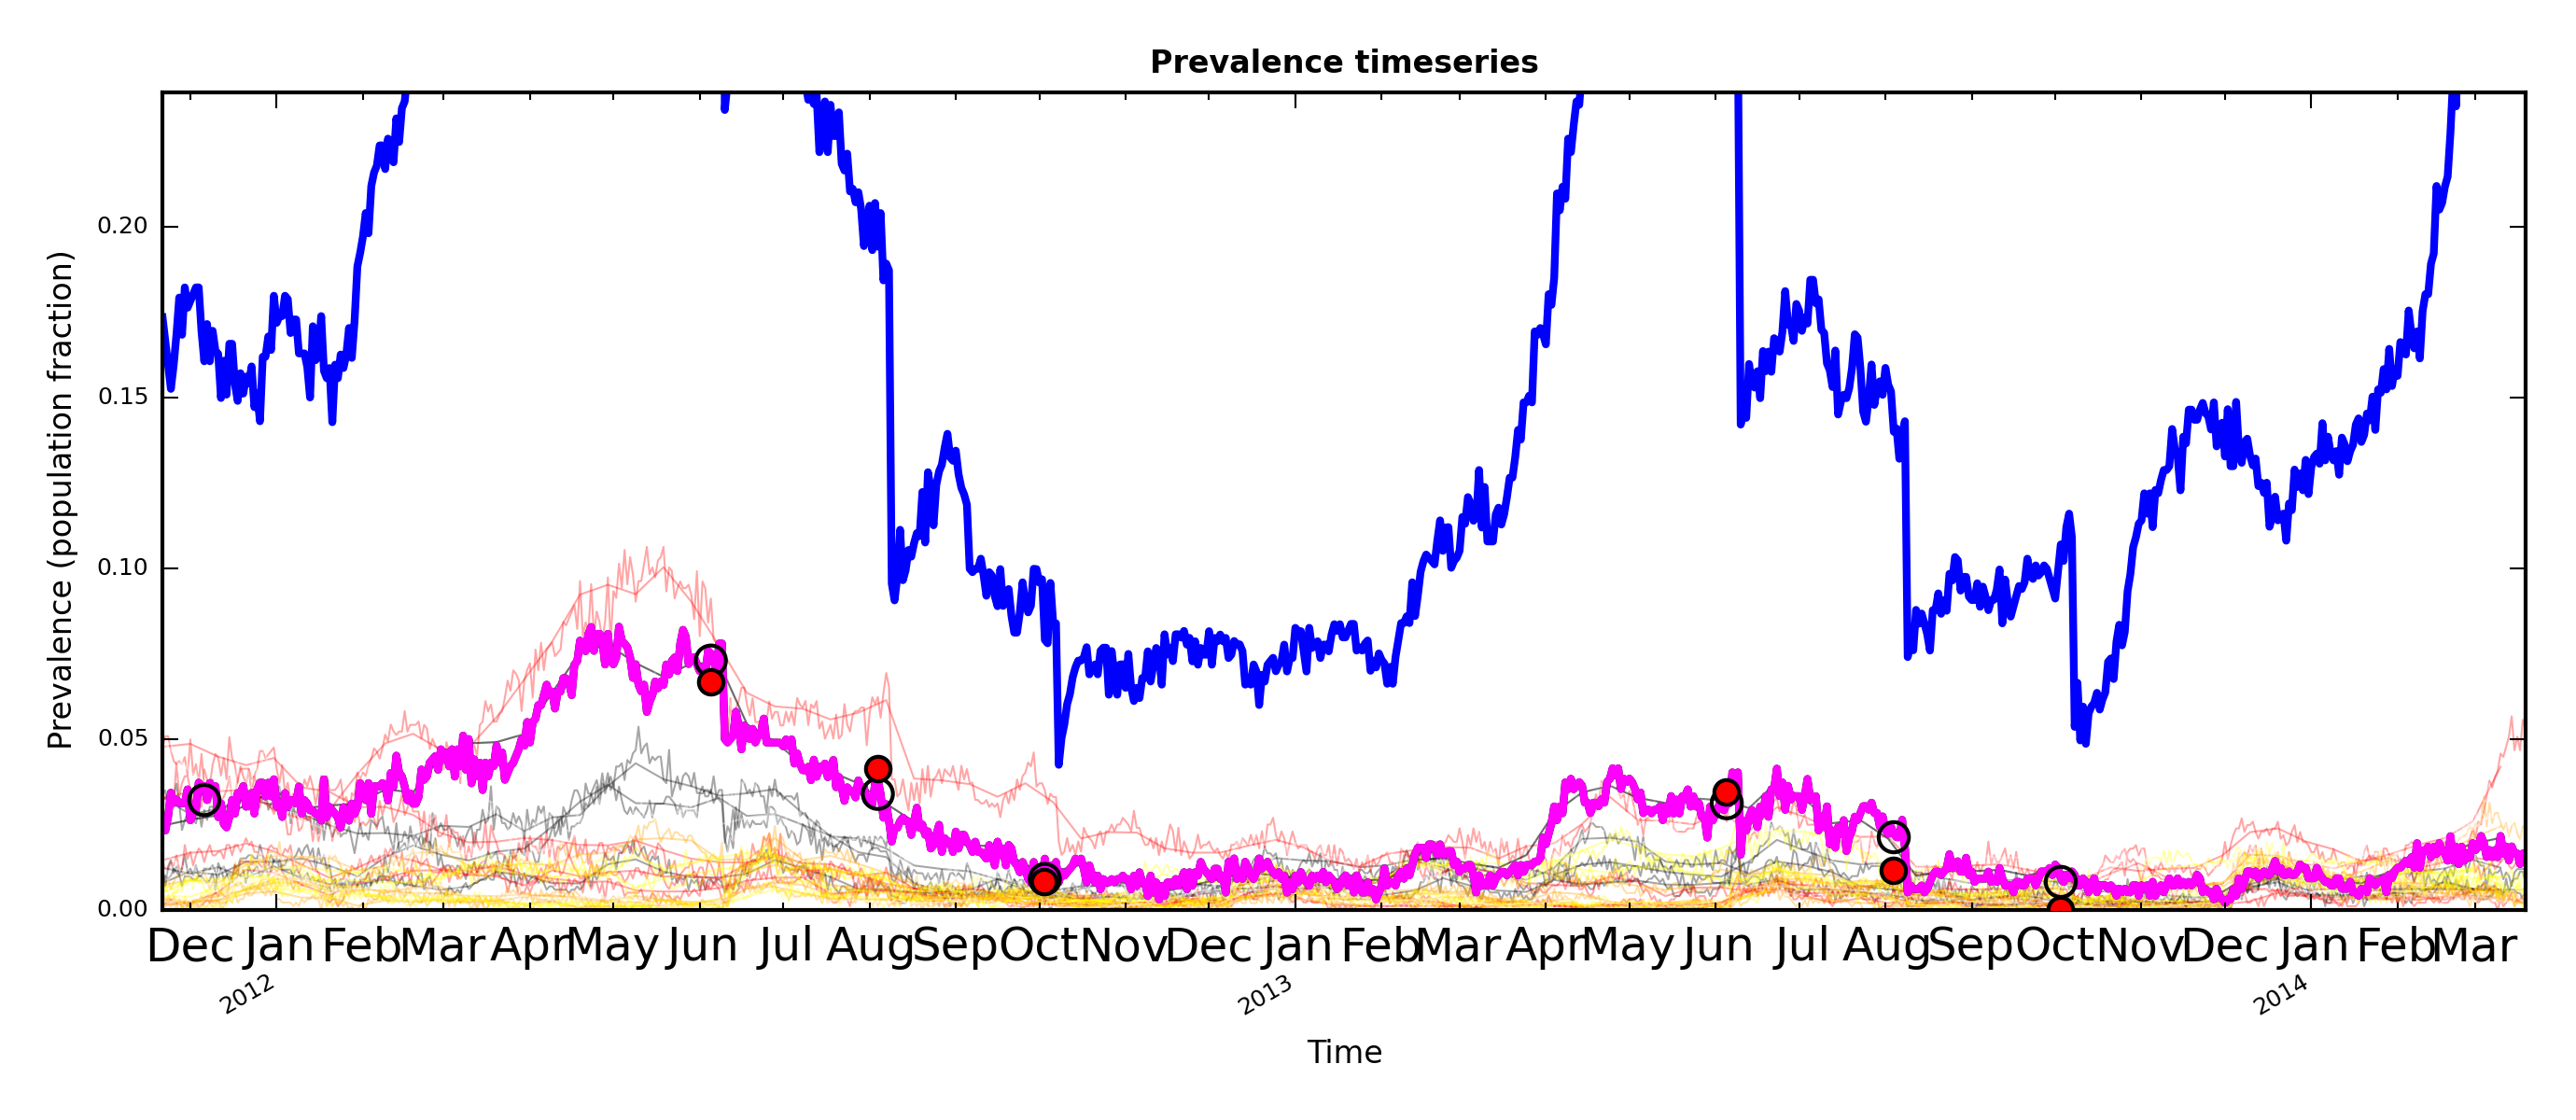 Prevalence timeseries
Prevalence (population fraction)
0.20
0.15
0.10
0.05
0.00
Dec Jan Feb Mar Apr May Jun Jul Aug Sep Oct Nov Dec Jan Feb Mar Apr May Jun Jul Aug Sep Oct Nov Dec Jan Feb Mar
2012 2013 2014
Time